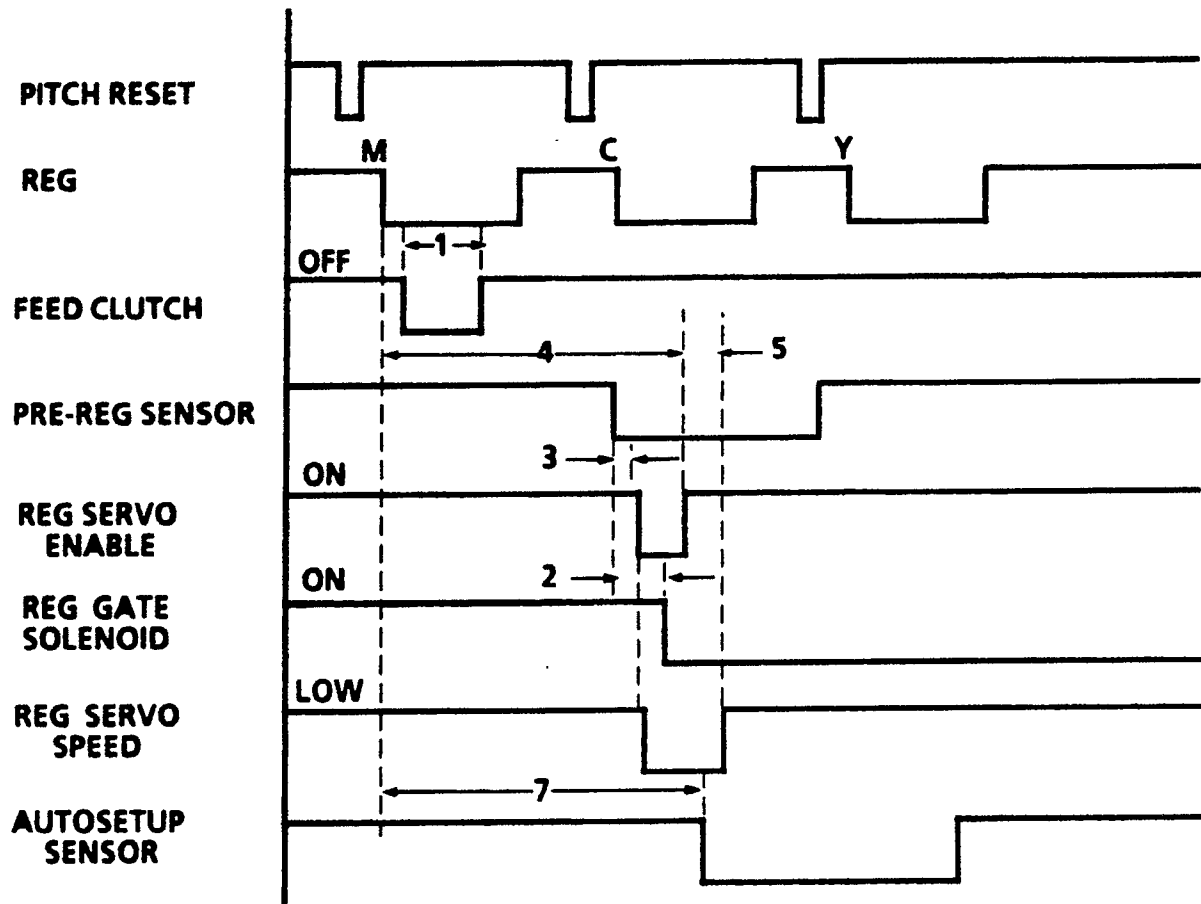 PITCH RESET
M
C
Y
REG
1
OFF
FEED CLUTCH
4
5
PRE-REG SENSOR
3
ON
REG SERVO
ENABLE
2
ON
REG GATE
SOLENOID
LOW
REG SERVO
SPEED
7
AUTOSETUP
SENSOR